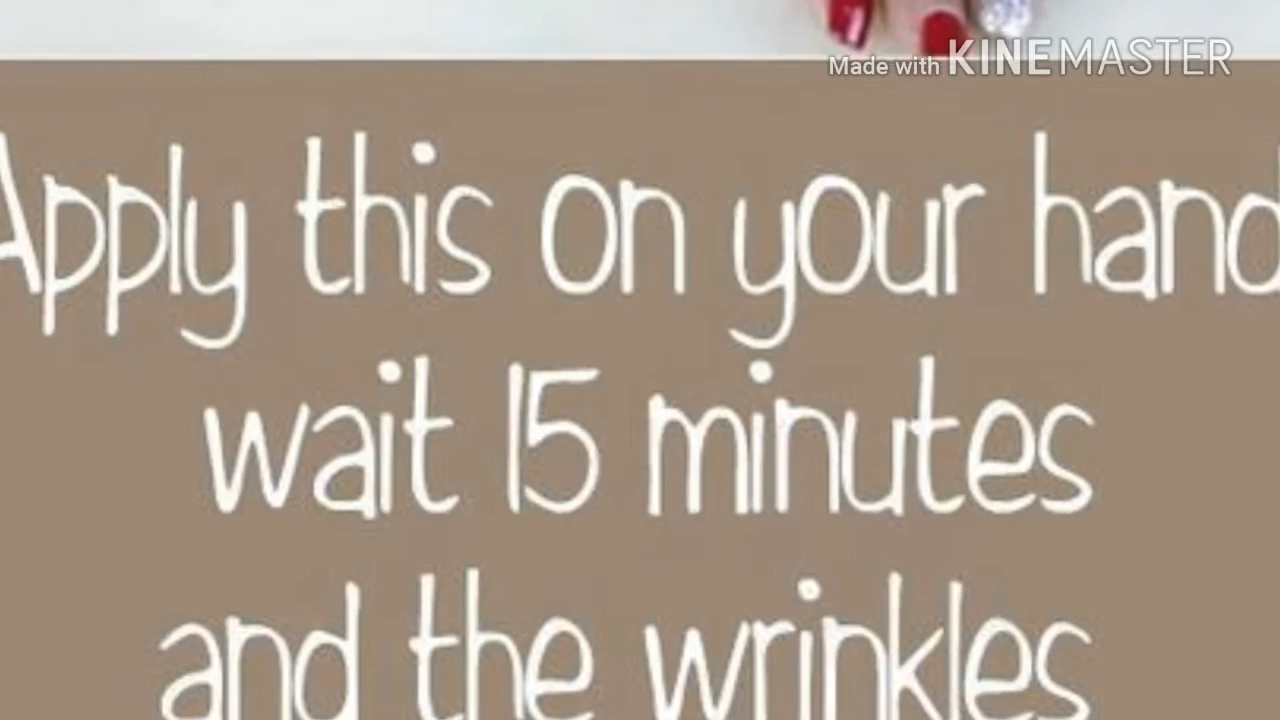 Made with KINEMASTER
Apply this on your hand
wait 15 minutes
and the wrinkles